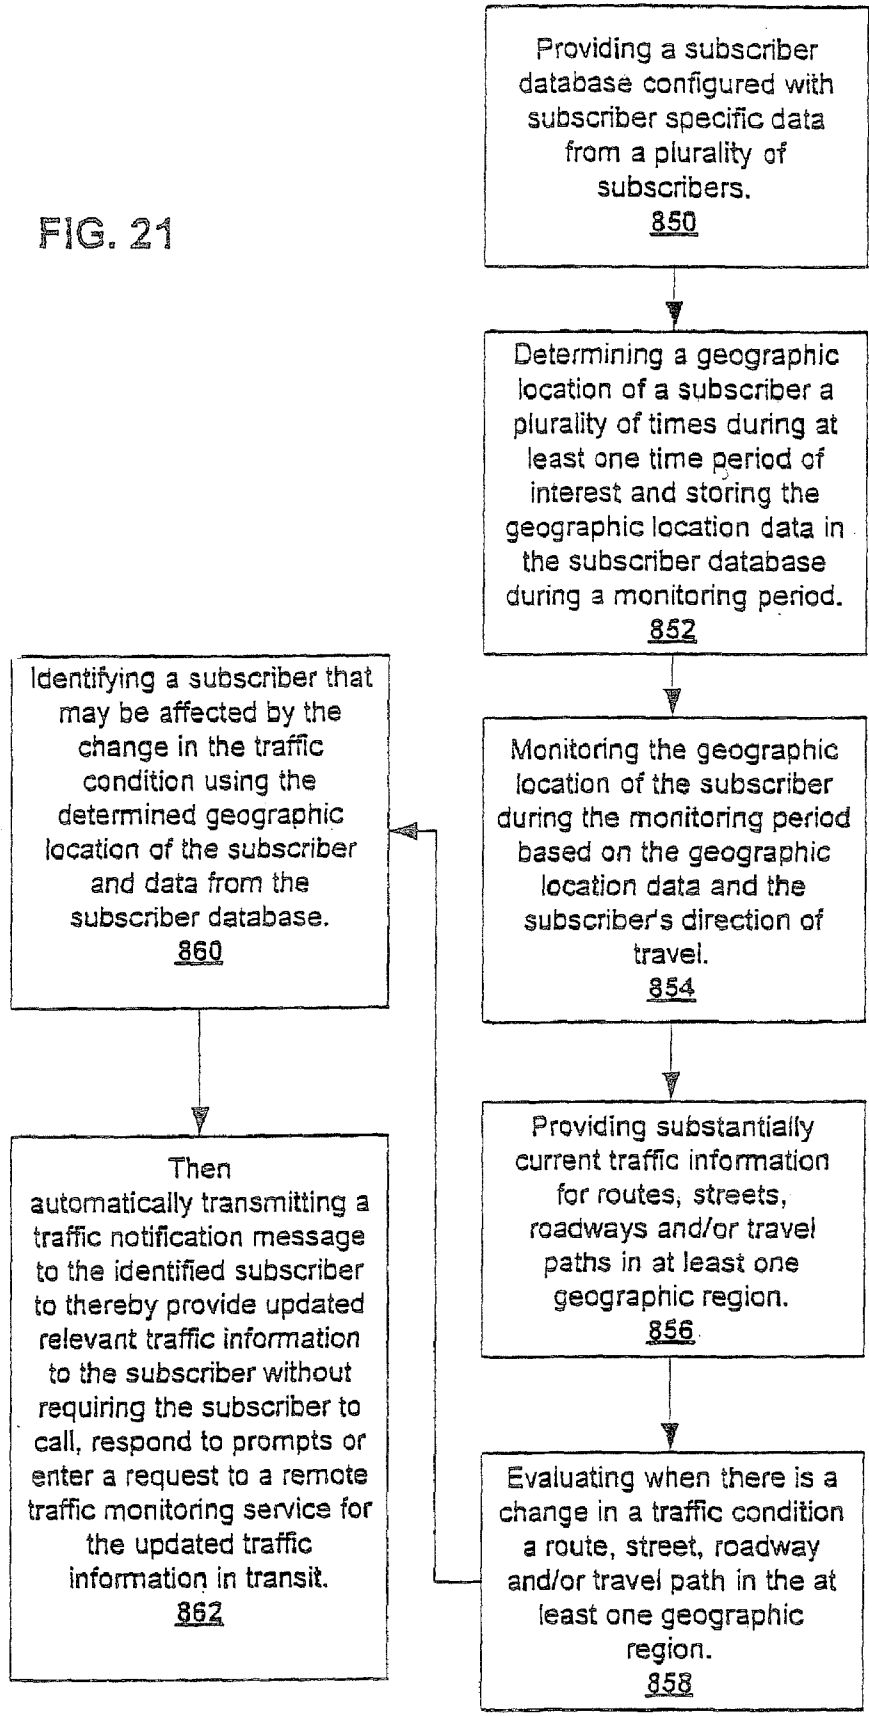 FIG. 21
Providing a subscriber
database configured with
subscriber specific data
from a plurality of
subscribers.
850
Determining a geographic
location of a subscriber a
plurality of times during at
least one time period of
interest and storing the
geographic location data in
the subscriber database
during a monitoring period.
852
Monitoring the geographic
location of the subscriber
during the monitoring period
based on the geographic
location data and the
subscriber's direction of
travel.
854
Providing substantially
current traffic information
for routes, streets,
roadways and/or travel
paths in at least one
geographic region.
856
Evaluating when there is a
change in a traffic condition
a route, street, roadway
and/or travel path in the at
least one geographic
region.
858
Identifying a subscriber that
may be affected by the
change in the traffic
condition using the
determined geographic
location of the subscriber
and data from the
subscriber database.
860
Then
automatically transmitting a
traffic notification message
to the identified subscriber
to thereby provide updated
relevant traffic information
to the subscriber without
requiring the subscriber to
call, respond to prompts or
enter a request to a remote
traffic monitoring service for
the updated traffic
information in transit.
862